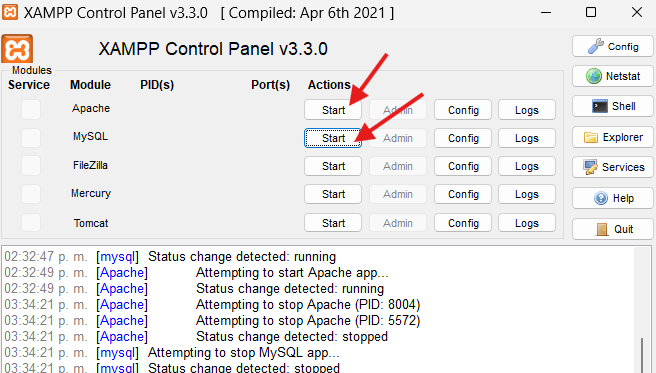 XAMPP Control Panel v3.3.0 [ Compiled: Apr 6th 2021 ]
XAMPP Control Panel v3.3.0
Config
Modules
Service Module PID(s) Port(s) Actions
Netstat
Apache Start Admin Config Logs
Shell
MySQL Start Admin Config Logs
Explorer
FileZilla Start Admin Config Logs
Services
Mercury Start Admin Config Logs
Help
Tomcat Start Admin Config Logs
Quit
02:32:47 p. m. [mysql] Status change detected: running
02:32:49 p. m. [Apache] Attempting to start Apache app...
02:32:49 p. m. [Apache] Status change detected: running
03:34:21 p. m. [Apache] Attempting to stop Apache (PID: 8004)
03:34:21 p. m. [Apache] Attempting to stop Apache (PID: 5572)
03:34:21 p. m. [Apache] Status change detected: stopped
03:34:21 p. m. [mysql] Attempting to stop MySQL app...
03:34:21 p. m. [mysql] Status change detected: stopped